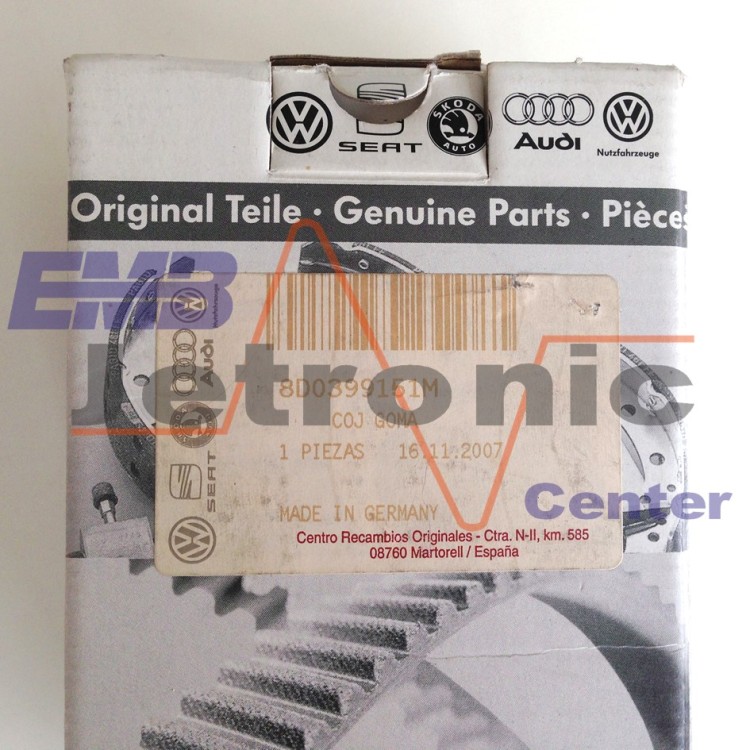 SEAT
SKODA
AUTO
Audi
Nutzfahrzeuge
Original Teile · Genuine Parts · Pièces
EMB
Jetronic
Center
Nutzfahrzeuge
Audi
SEAT
8D0399151M
COJ GOMA
1 PIEZAS 16.11.2007
MADE IN GERMANY
Centro Recambios Originales - Ctra. N-II, km. 585
08760 Martorell / España